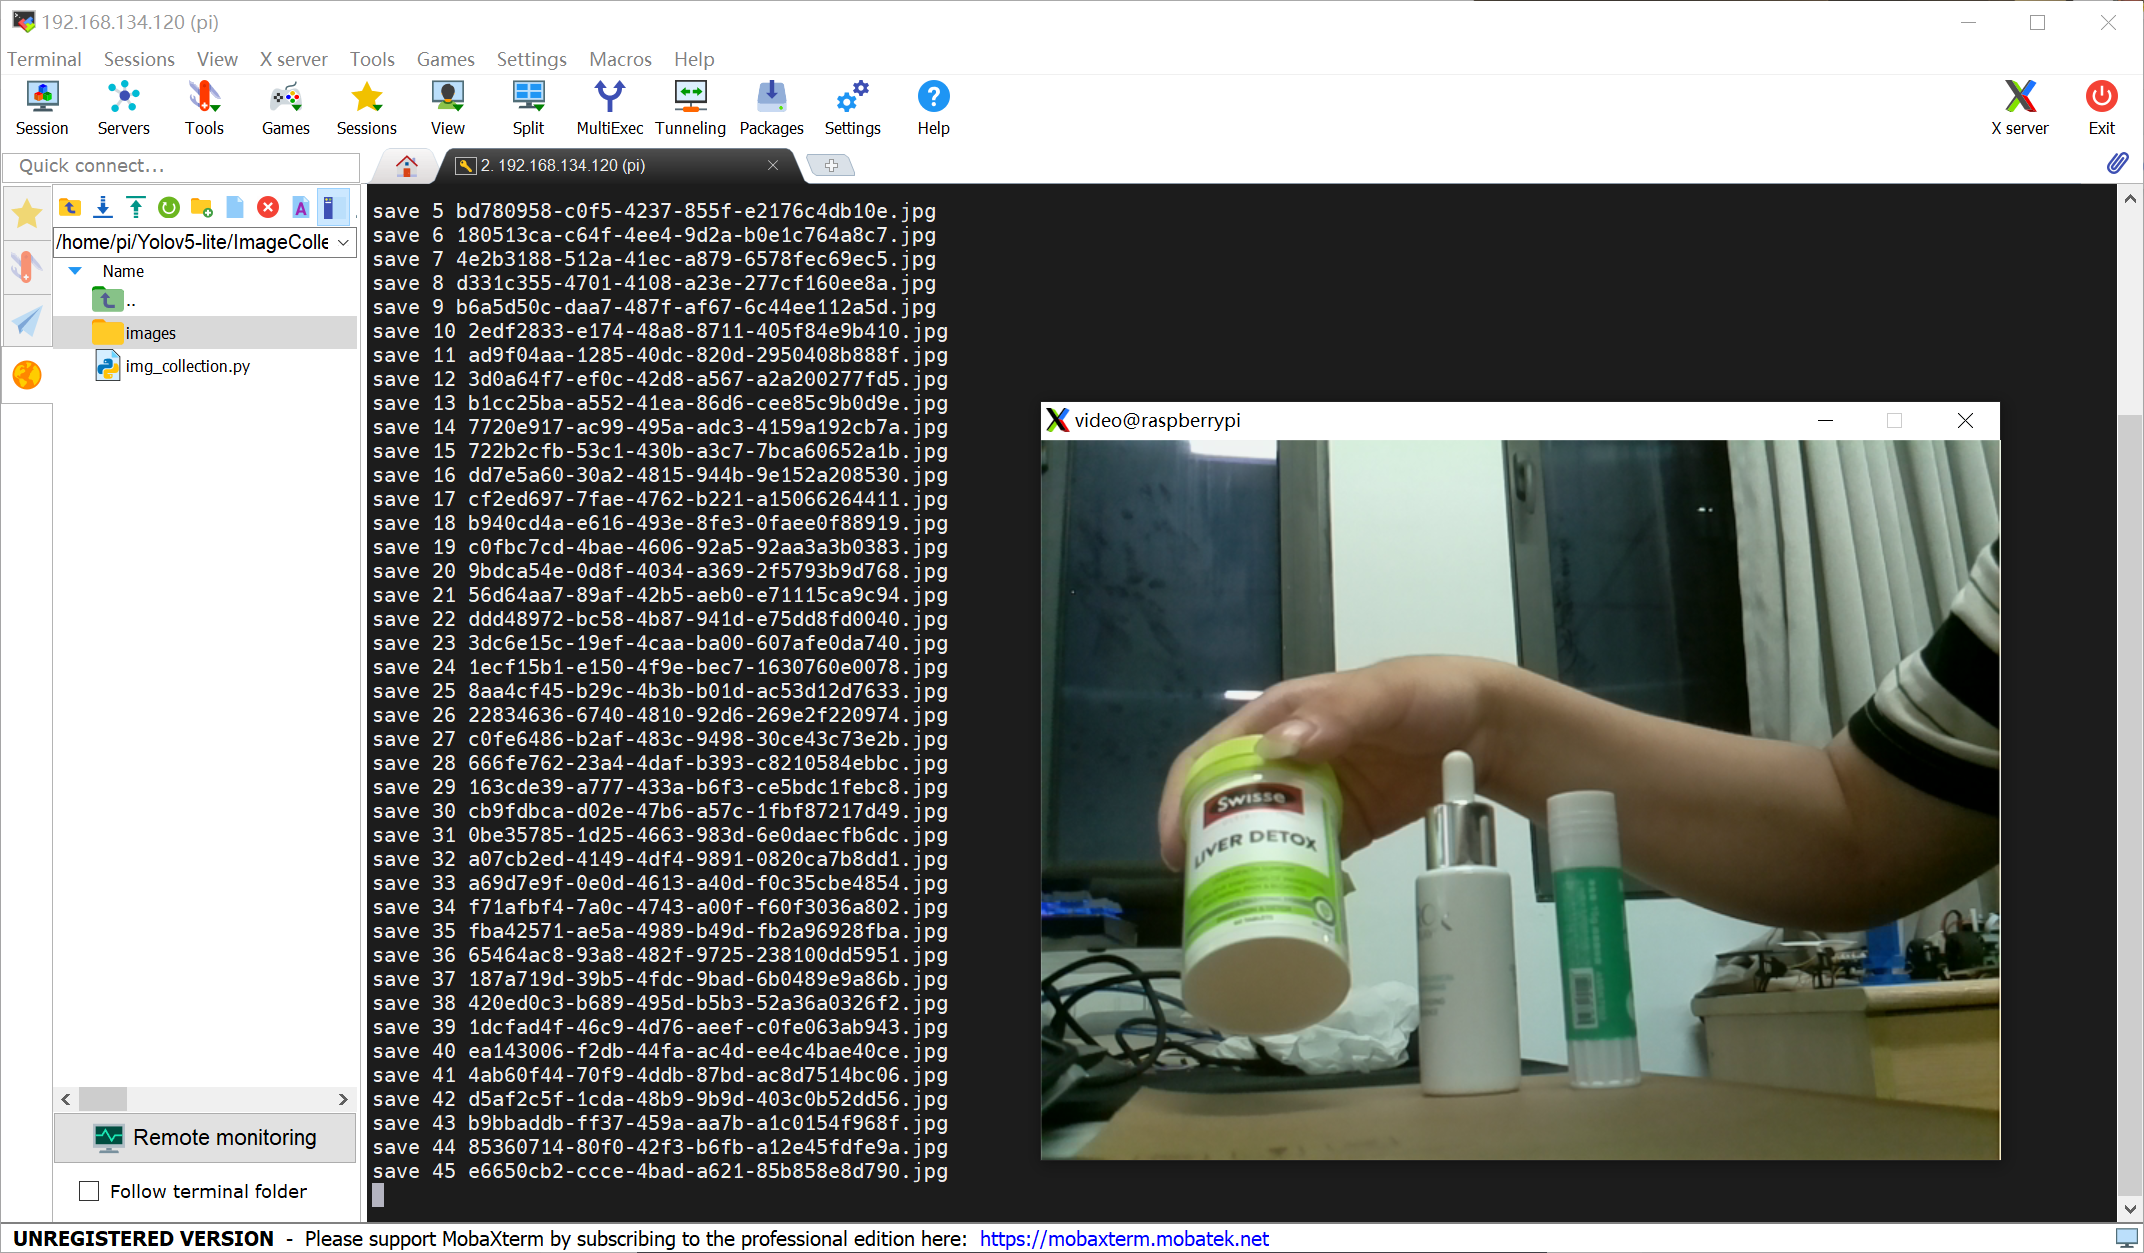 192.168.134.120 (pi)
Terminal Sessions View X server Tools Games Settings Macros Help
Session Servers Tools Games Sessions View Split MultiExec Tunneling Packages Settings Help X server Exit
Quick connect...
2. 192.168.134.120 (pi)
/home/pi/Yolov5-lite/ImageColle
Name
..
images
img_collection.py
Remote monitoring
Follow terminal folder
save 5 bd780958-c0f5-4237-855f-e2176c4db10e.jpg
save 6 180513ca-c64f-4ee4-9d2a-b0e1c764a8c7.jpg
save 7 4e2b3188-512a-41ec-a879-6578fec69ec5.jpg
save 8 d331c355-4701-4108-a23e-277cf160ee8a.jpg
save 9 b6a5d50c-daa7-487f-af67-6c44ee112a5d.jpg
save 10 2edf2833-e174-48a8-8711-405f84e9b410.jpg
save 11 ad9f04aa-1285-40dc-820d-2950408b888f.jpg
save 12 3d0a64f7-ef0c-42d8-a567-a2a200277fd5.jpg
save 13 b1cc25ba-a552-41ea-86d6-cee85c9b0d9e.jpg
save 14 7720e917-ac99-495a-adc3-4159a192cb7a.jpg
save 15 722b2cfb-53c1-430b-a3c7-7bca60652a1b.jpg
save 16 dd7e5a60-30a2-4815-944b-9e152a208530.jpg
save 17 cf2ed697-7fae-4762-b221-a15066264411.jpg
save 18 b940cd4a-e616-493e-8fe3-0faee0f88919.jpg
save 19 c0fbc7cd-4bae-4606-92a5-92aa3a3b0383.jpg
save 20 9bdca54e-0d8f-4034-a369-2f5793b9d768.jpg
save 21 56d64aa7-89af-42b5-aeb0-e71115ca9c94.jpg
save 22 ddd48972-bc58-4b87-941d-e75dd8fd0040.jpg
save 23 3dc6e15c-19ef-4caa-ba00-607afe0da740.jpg
save 24 1ecf15b1-e150-4f9e-bec7-1630760e0078.jpg
save 25 8aa4cf45-b29c-4b3b-b01d-ac53d12d7633.jpg
save 26 22834636-6740-4810-92d6-269e2f220974.jpg
save 27 c0fe6486-b2af-483c-9498-30ce43c73e2b.jpg
save 28 666fe762-23a4-4daf-b393-c8210584ebbc.jpg
save 29 163cde39-a777-433a-b6f3-ce5bdc1febc8.jpg
save 30 cb9fdbca-d02e-47b6-a57c-1fbf87217d49.jpg
save 31 0be35785-1d25-4663-983d-6e0daecfb6dc.jpg
save 32 a07cb2ed-4149-4df4-9891-0820ca7b8dd1.jpg
save 33 a69d7e9f-0e0d-4613-a40d-f0c35cbe4854.jpg
save 34 f71afbf4-7a0c-4743-a00f-f60f3036a802.jpg
save 35 fba42571-ae5a-4989-b49d-fb2a96928fba.jpg
save 36 65464ac8-93a8-482f-9725-238100dd5951.jpg
save 37 187a719d-39b5-4fdc-9bad-6b0489e9a86b.jpg
save 38 420ed0c3-b689-495d-b5b3-52a36a0326f2.jpg
save 39 1dcfad4f-46c9-4d76-aeef-c0fe063ab943.jpg
save 40 ea143006-f2db-44fa-ac4d-ee4c4bae40ce.jpg
save 41 4ab60f44-70f9-4ddb-87bd-ac8d7514bc06.jpg
save 42 d5af2c5f-1cda-48b9-9b9d-403c0b52dd56.jpg
save 43 b9bbaddb-ff37-459a-aa7b-a1c0154f968f.jpg
save 44 85360714-80f0-42f3-b6fb-a12e45fdfe9a.jpg
save 45 e6650cb2-ccce-4bad-a621-85b858e8d790.jpg
video@raspberrypi
Swisse
LIVER DETOX
UNREGISTERED VERSION - Please support MobaXterm by subscribing to the professional edition here: https://mobaxterm.mobatek.net